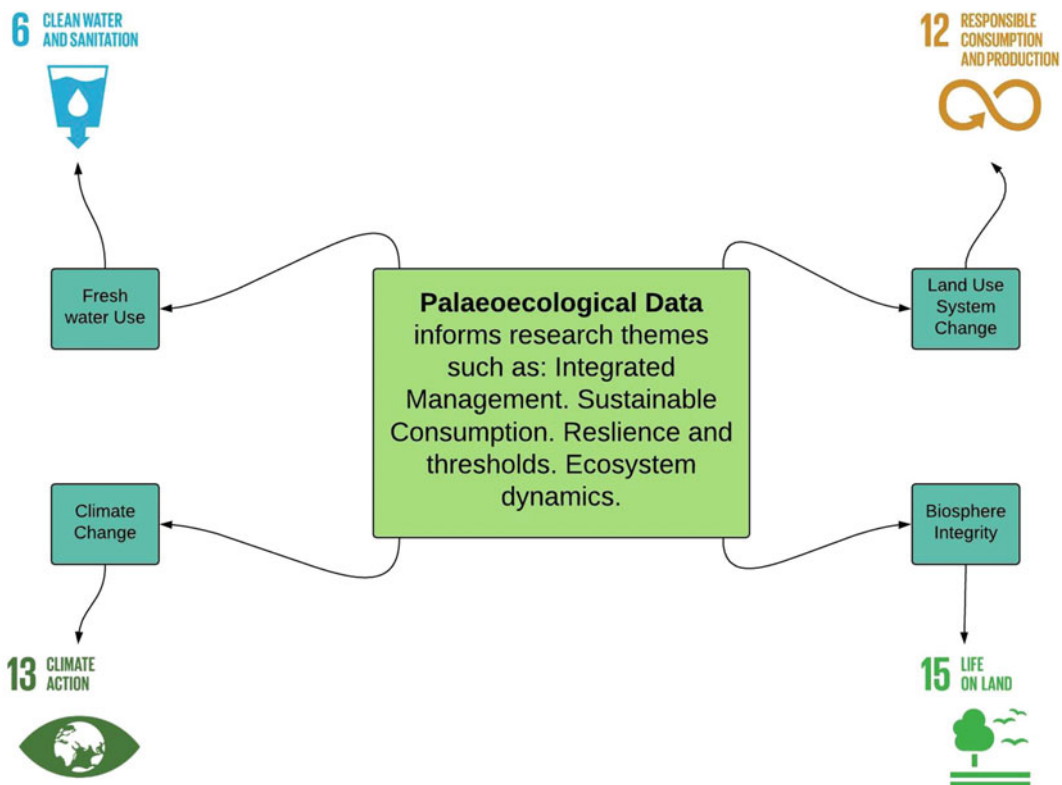 6 CLEAN WATER
AND SANITATION
12 RESPONSIBLE
CONSUMPTION
AND PRODUCTION
Fresh
water Use
Palaeoecological Data
informs research themes
such as: Integrated
Management. Sustainable
Consumption. Reslience and
thresholds. Ecosystem
dynamics.
Land Use
System
Change
Climate
Change
Biosphere
Integrity
13 CLIMATE
ACTION
15 LIFE
ON LAND